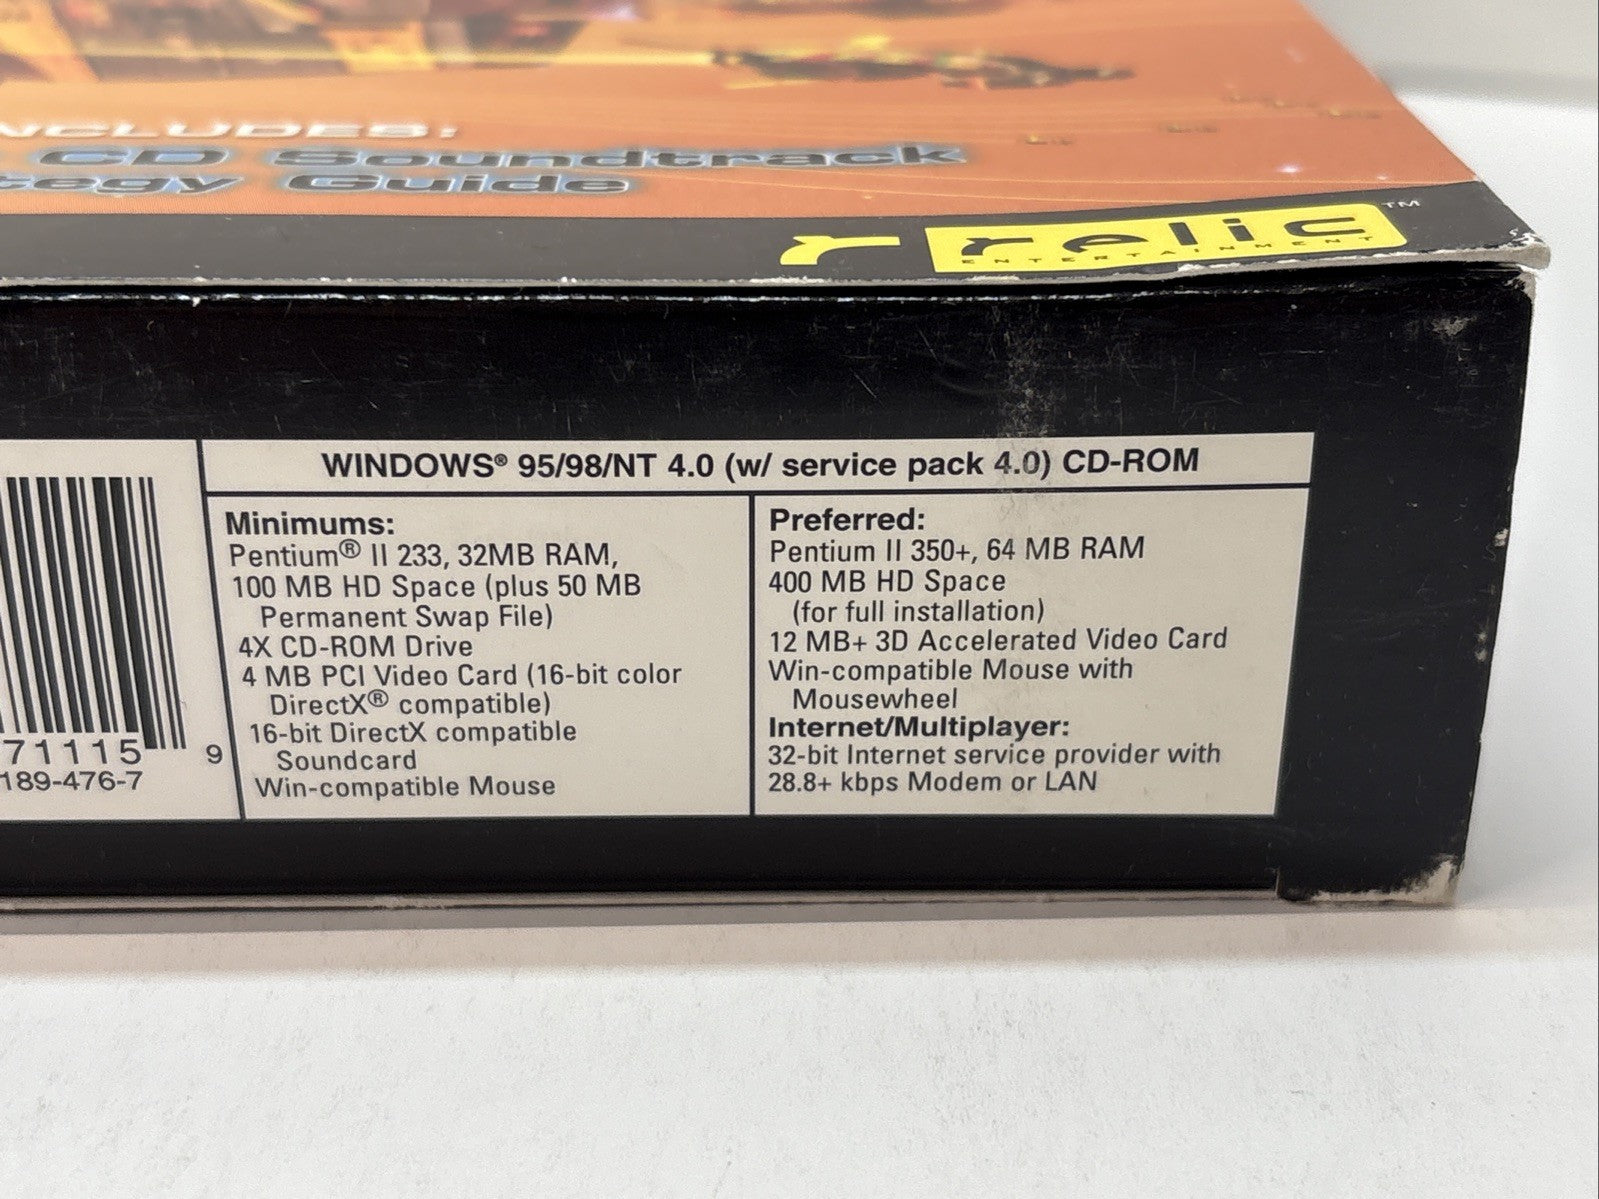 CD Soundtrack
Guide
r relic™
ENTERTAINMENT
WINDOWS® 95/98/NT 4.0 (w/ service pack 4.0) CD-ROM
Minimums:
Pentium® II 233, 32MB RAM,
100 MB HD Space (plus 50 MB
Permanent Swap File)
4X CD-ROM Drive
4 MB PCI Video Card (16-bit color
DirectX® compatible)
16-bit DirectX compatible
Soundcard
Win-compatible Mouse
Preferred:
Pentium II 350+, 64 MB RAM
400 MB HD Space
(for full installation)
12 MB+ 3D Accelerated Video Card
Win-compatible Mouse with
Mousewheel
Internet/Multiplayer:
32-bit Internet service provider with
28.8+ kbps Modem or LAN
71115 9
189-476-7